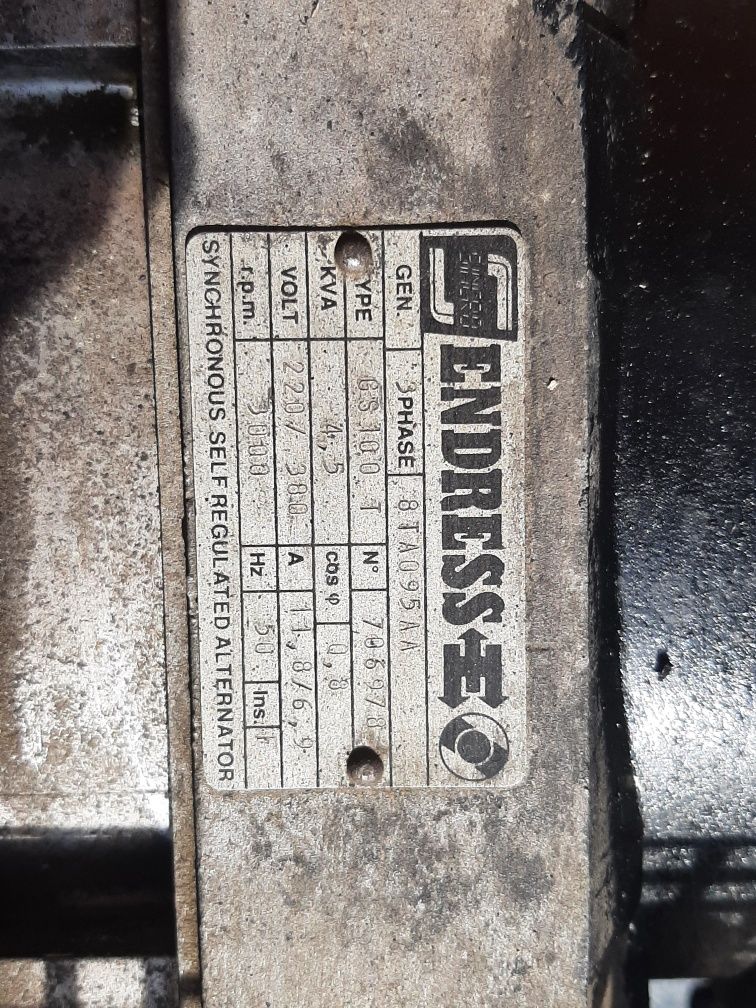 ENDRESS E
GEN. 3PHASE 8TA095AA
TYPE GS100 T N° 706978
KVA 4,5 cos φ 0,8
VOLT 220/ 380 A 11,8/6,9
r.p.m. 3000 Hz 50 Ins.
SYNCHRONOUS SELF REGULATED ALTERNATOR